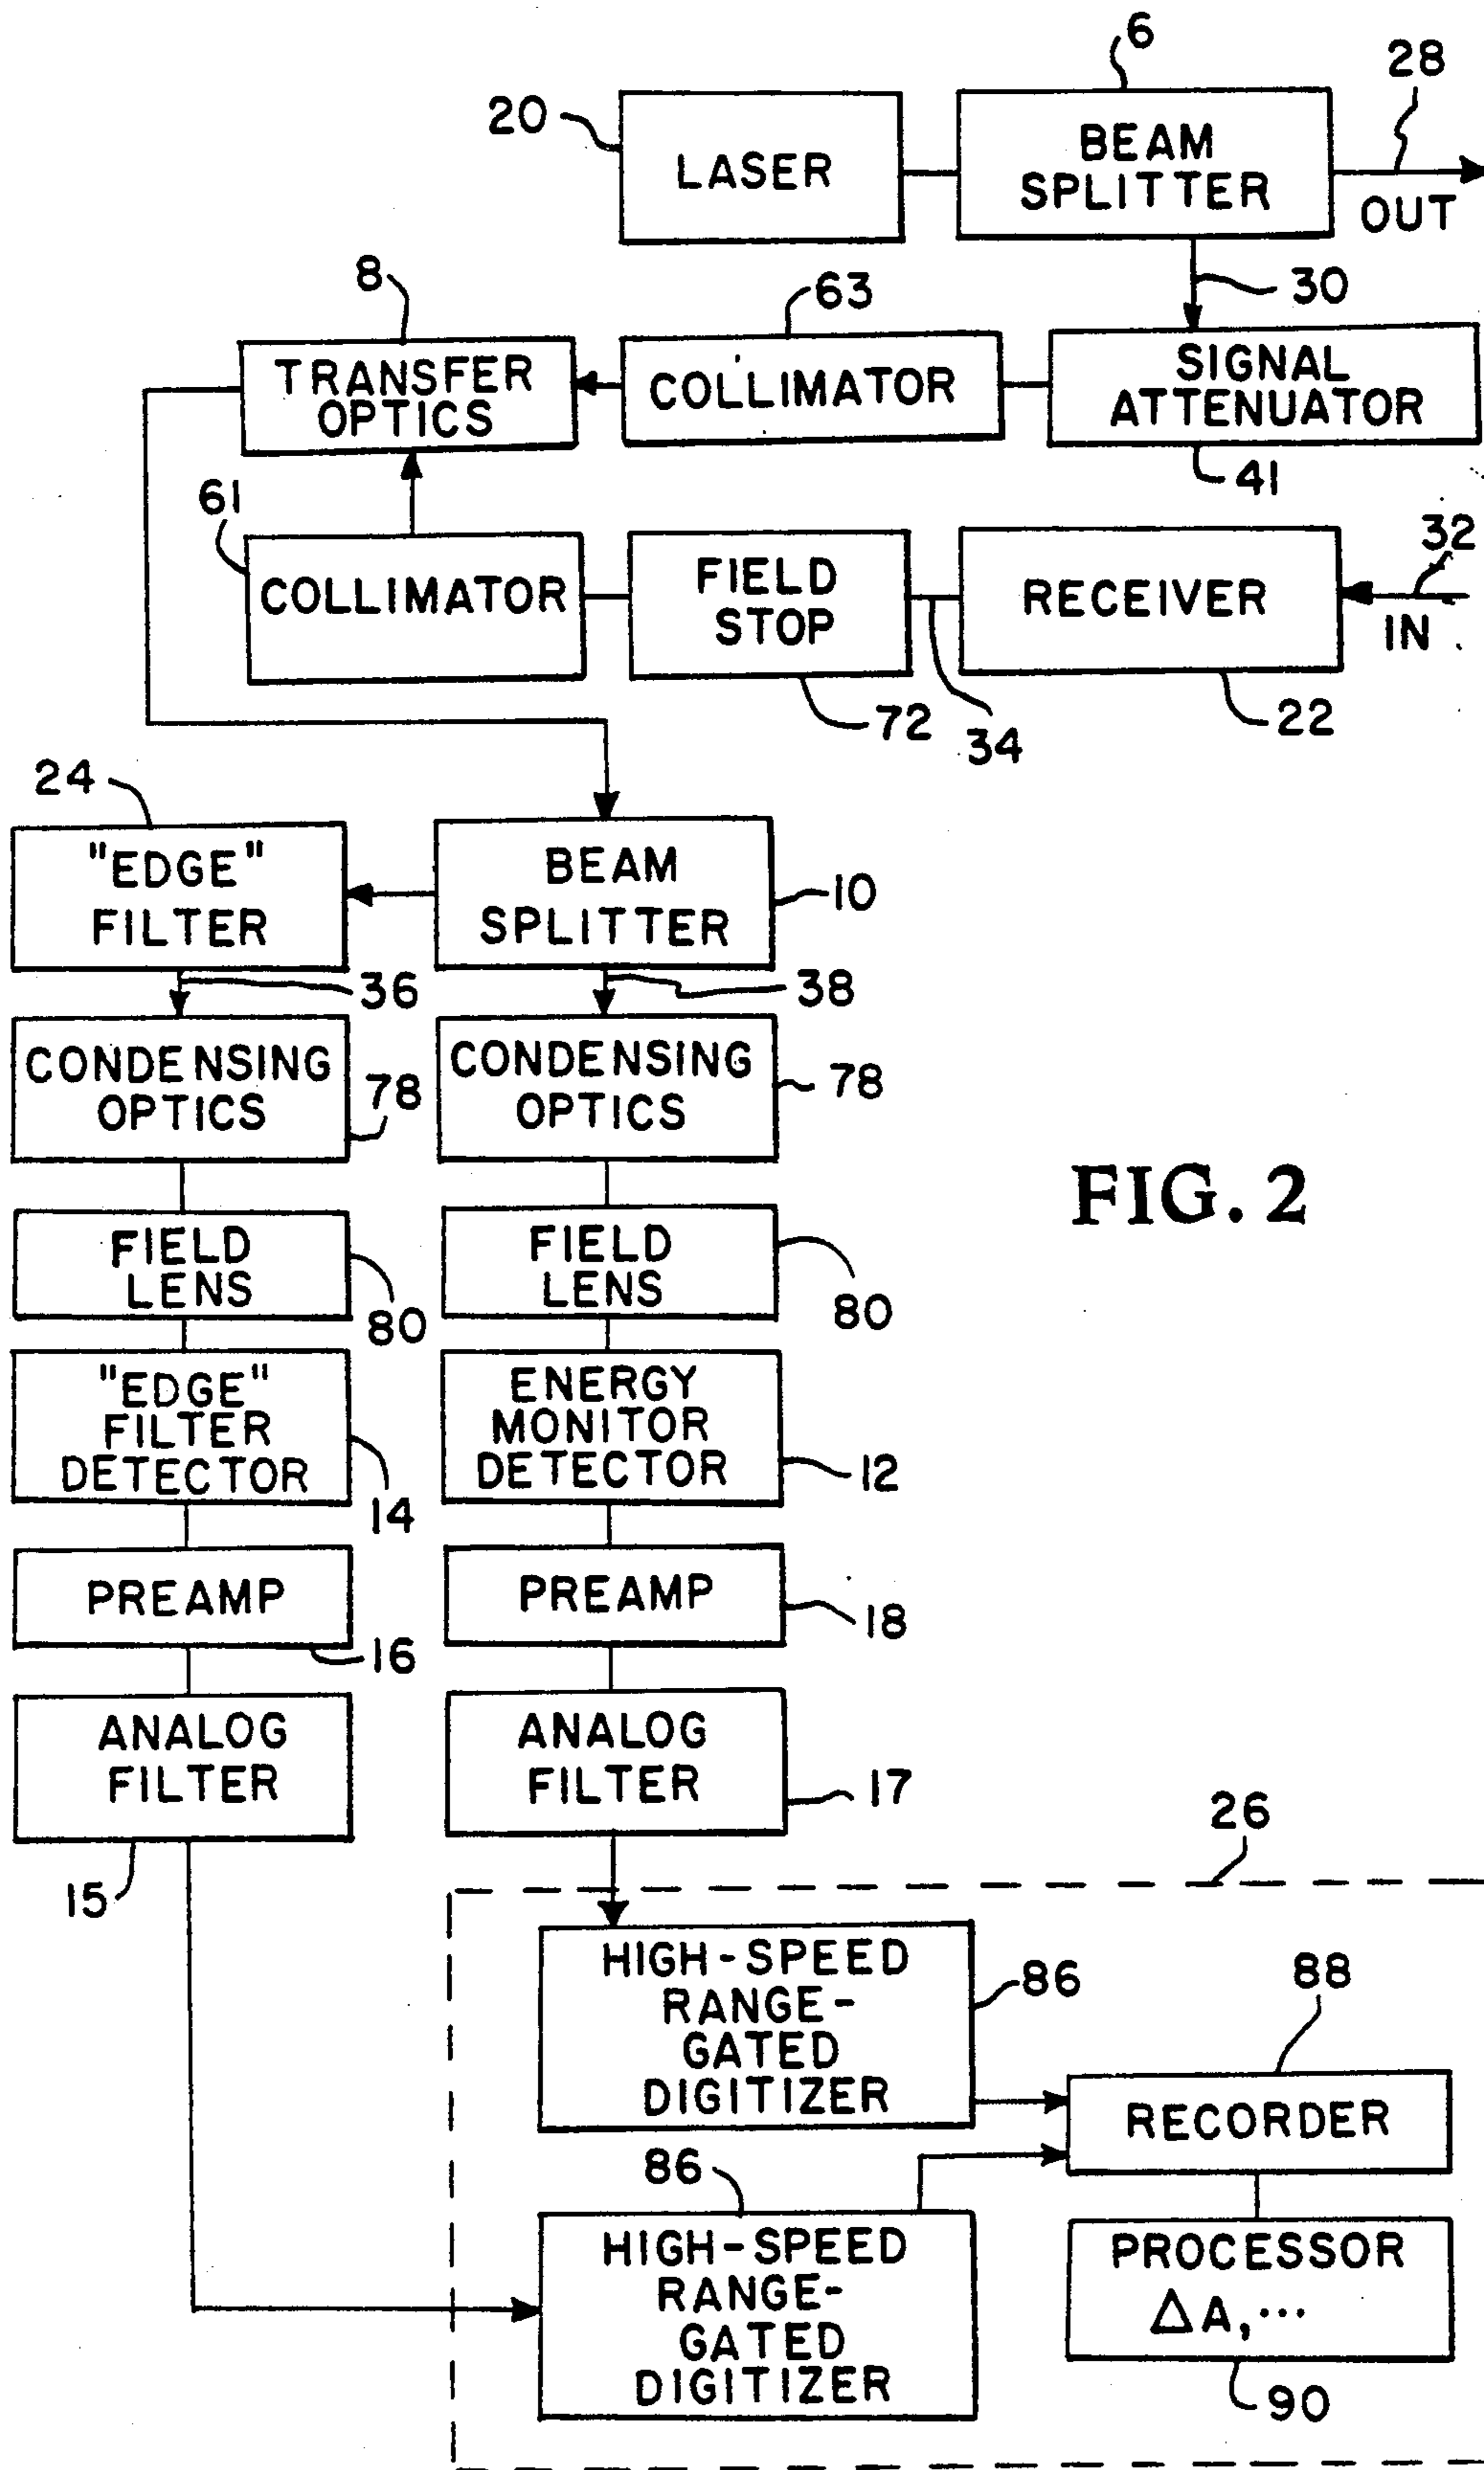 6
28
20
LASER
BEAM
SPLITTER
OUT
30
8
63
TRANSFER
OPTICS
COLLIMATOR
SIGNAL
ATTENUATOR
41
61
COLLIMATOR
FIELD
STOP
RECEIVER
32
IN
72
34
22
24
"EDGE"
FILTER
BEAM
SPLITTER
10
36
38
CONDENSING
OPTICS
78
CONDENSING
OPTICS
78
FIG. 2
FIELD
LENS
80
FIELD
LENS
80
"EDGE"
FILTER
DETECTOR
14
ENERGY
MONITOR
DETECTOR
12
PREAMP
16
PREAMP
18
ANALOG
FILTER
15
ANALOG
FILTER
17
26
HIGH-SPEED
RANGE-
GATED
DIGITIZER
86
88
RECORDER
86
HIGH-SPEED
RANGE-
GATED
DIGITIZER
PROCESSOR
ΔA,···
90